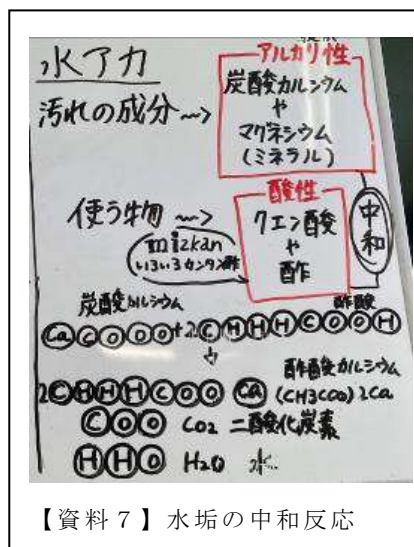 水アカ
アルカリ性
汚れの成分~>
炭酸カルシウム
や
マグネシウム
(ミネラル)
酸性
使う物~>
クエン酸
や
酢
中和
mizkan
いろいろカンタン酢
炭酸カルシウム
酢酸
CaCOOO+2CHHHCOOH
2CHHHCOO Ca
酢酸カルシウム
(CH3COO)2Ca
COO CO2 二酸化炭素
HHO H2O 水
【資料7】水垢の中和反応